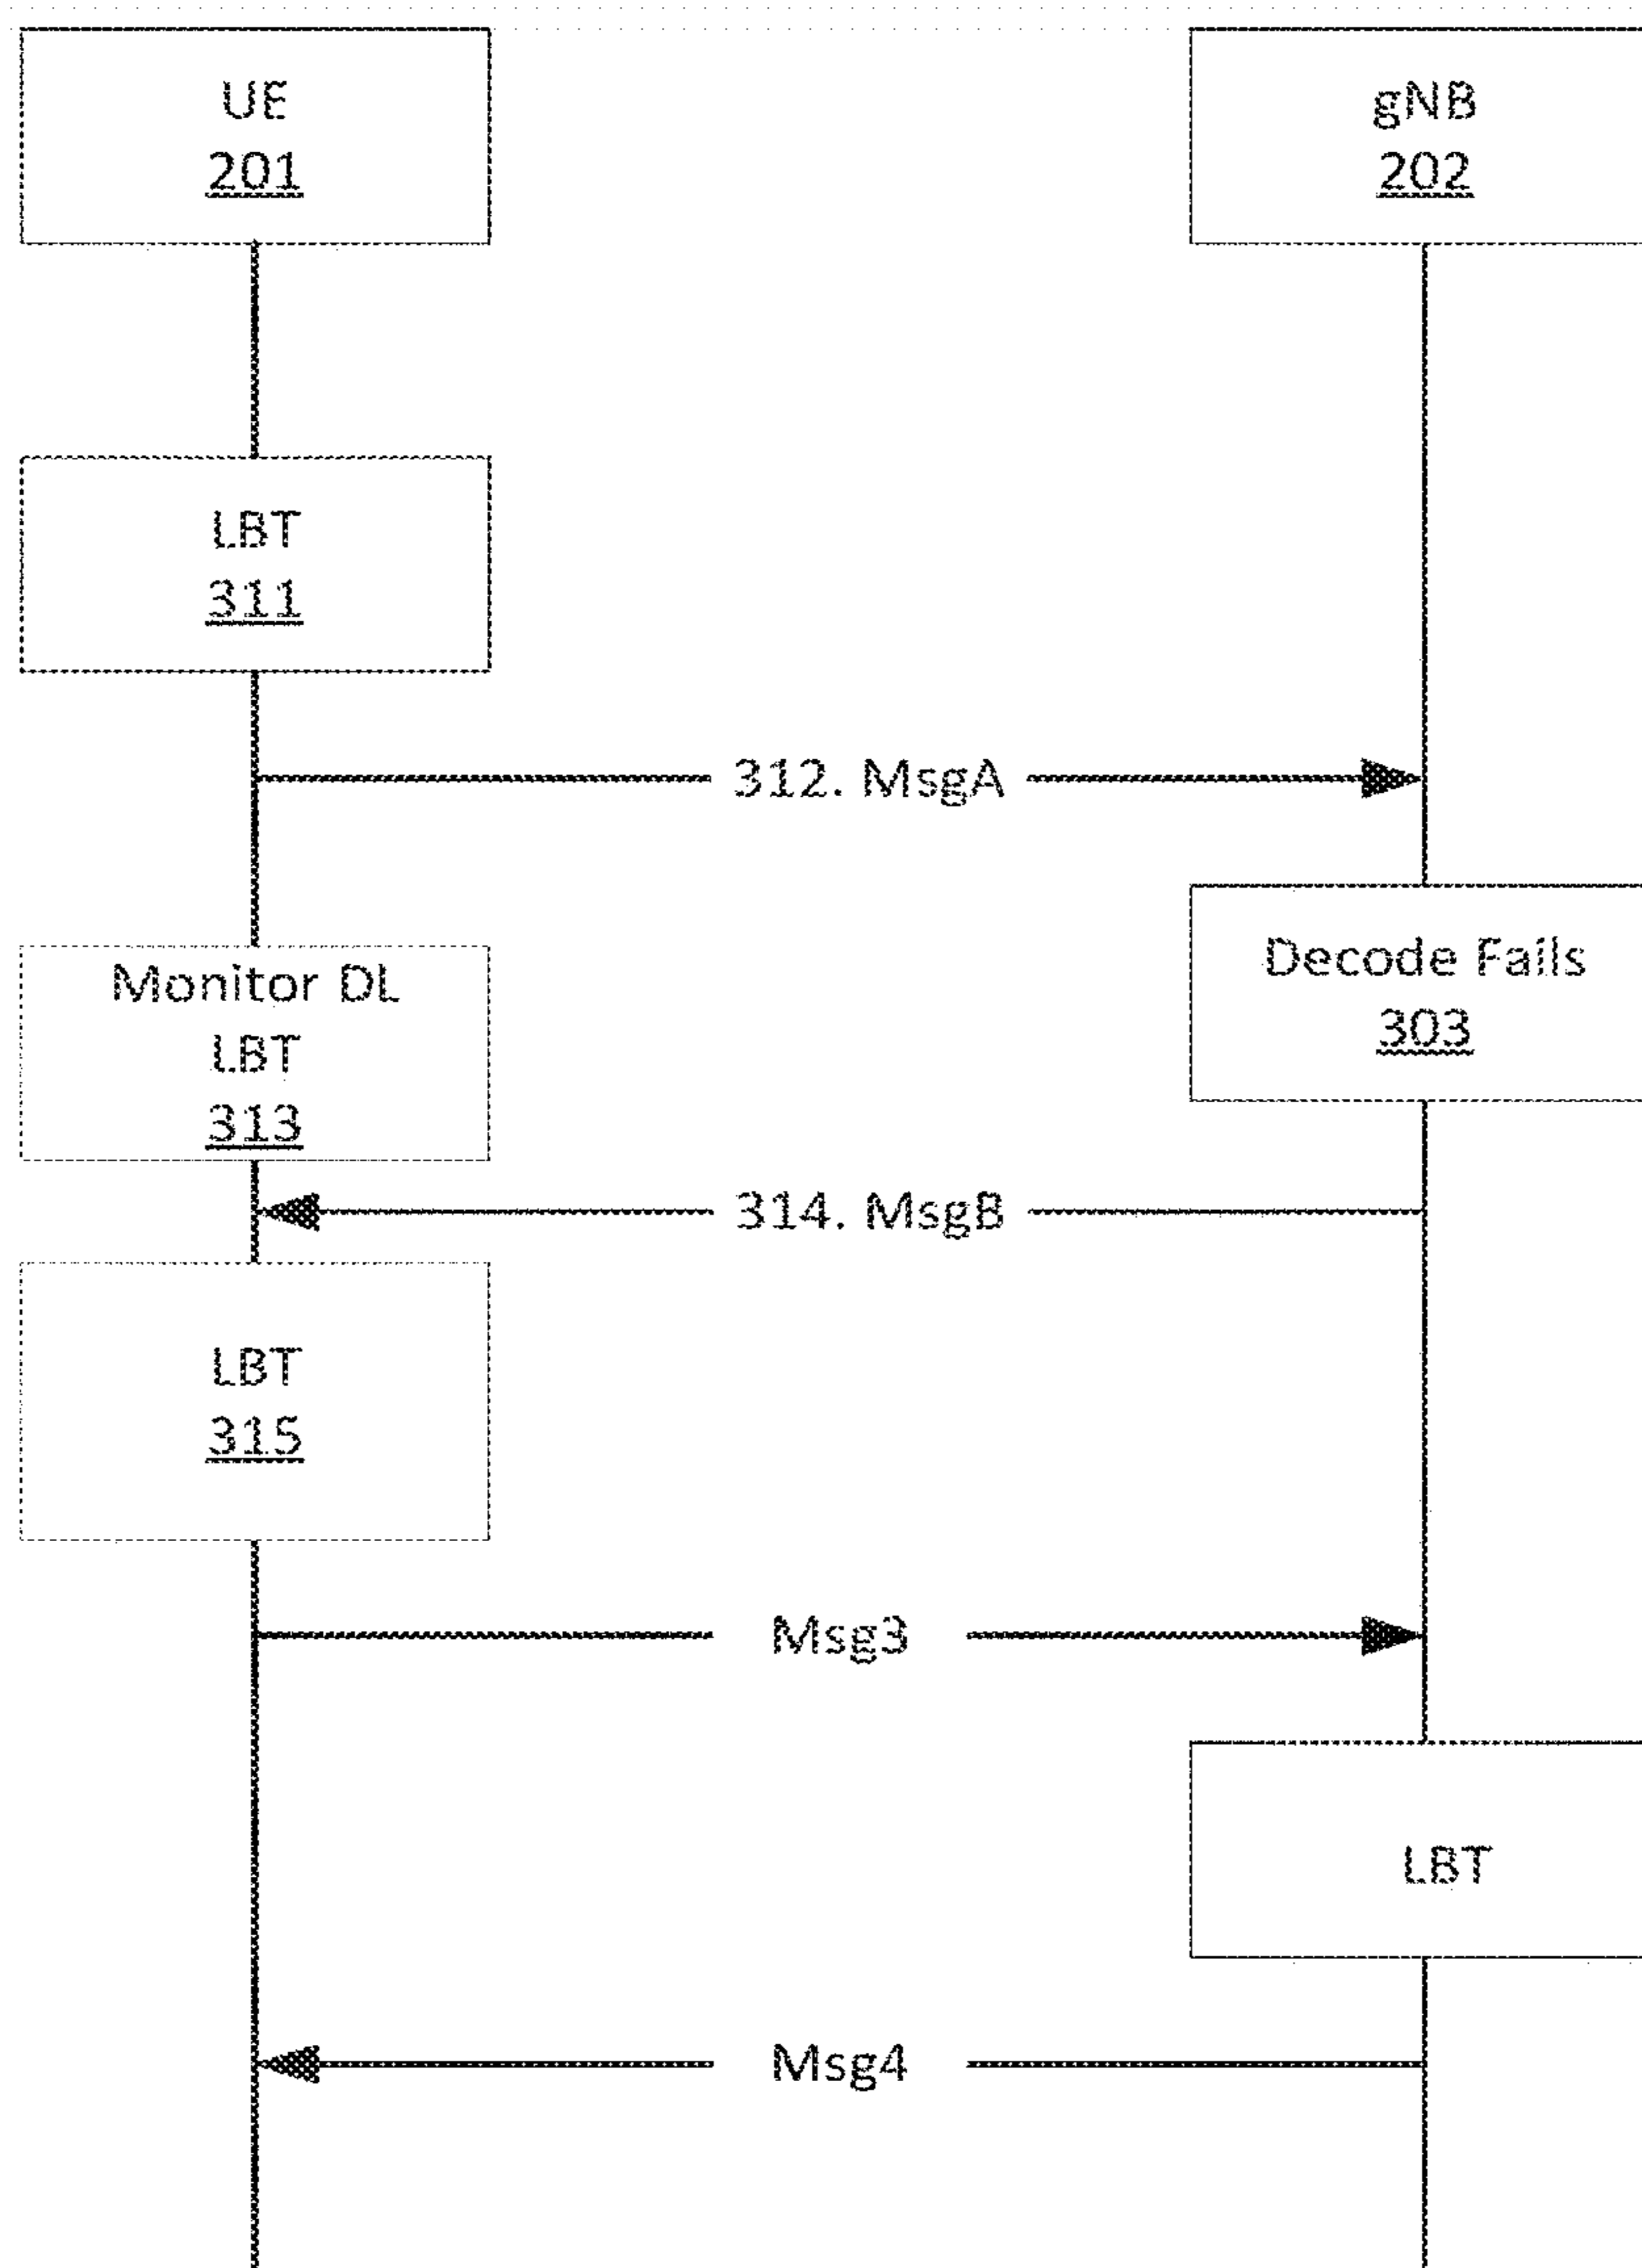 UE
201
gNB
202
LBT
311
312. MsgA
Decode Fails
303
Monitor DL
LBT
313
314. MsgB
LBT
315
Msg3
LBT
Msg4